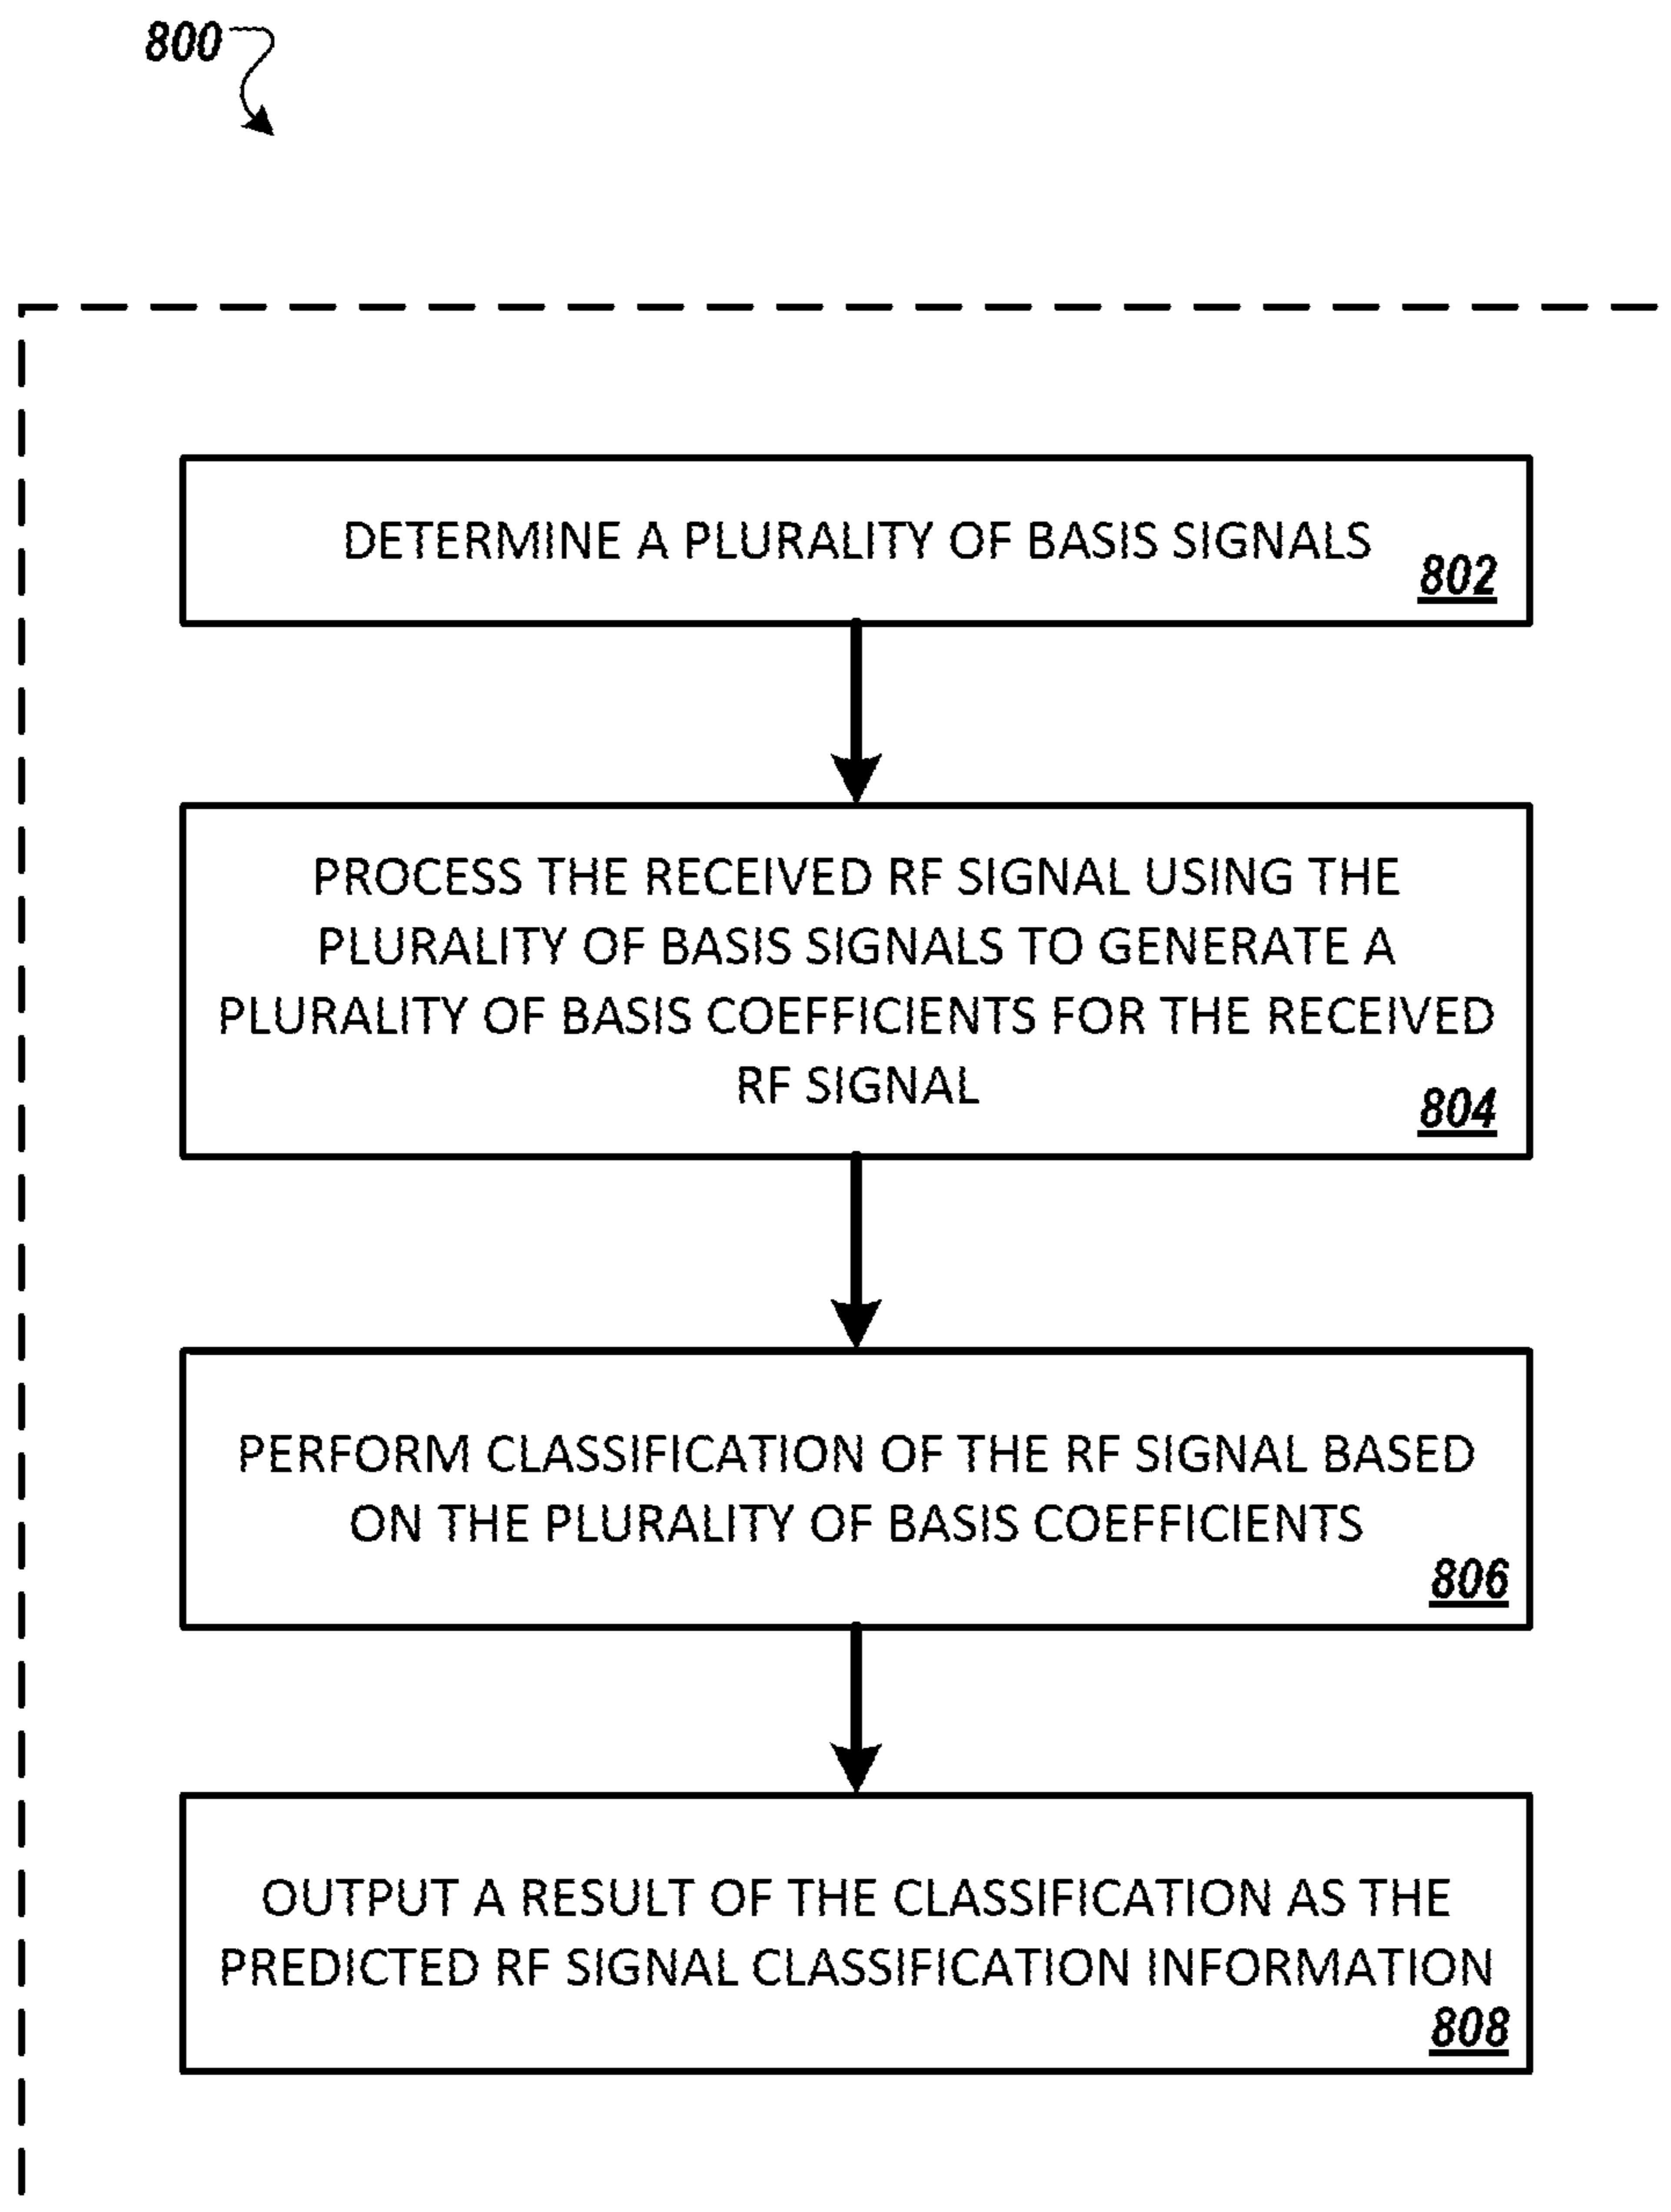 800
DETERMINE A PLURALITY OF BASIS SIGNALS
802
PROCESS THE RECEIVED RF SIGNAL USING THE
PLURALITY OF BASIS SIGNALS TO GENERATE A
PLURALITY OF BASIS COEFFICIENTS FOR THE RECEIVED
RF SIGNAL
804
PERFORM CLASSIFICATION OF THE RF SIGNAL BASED
ON THE PLURALITY OF BASIS COEFFICIENTS
806
OUTPUT A RESULT OF THE CLASSIFICATION AS THE
PREDICTED RF SIGNAL CLASSIFICATION INFORMATION
808